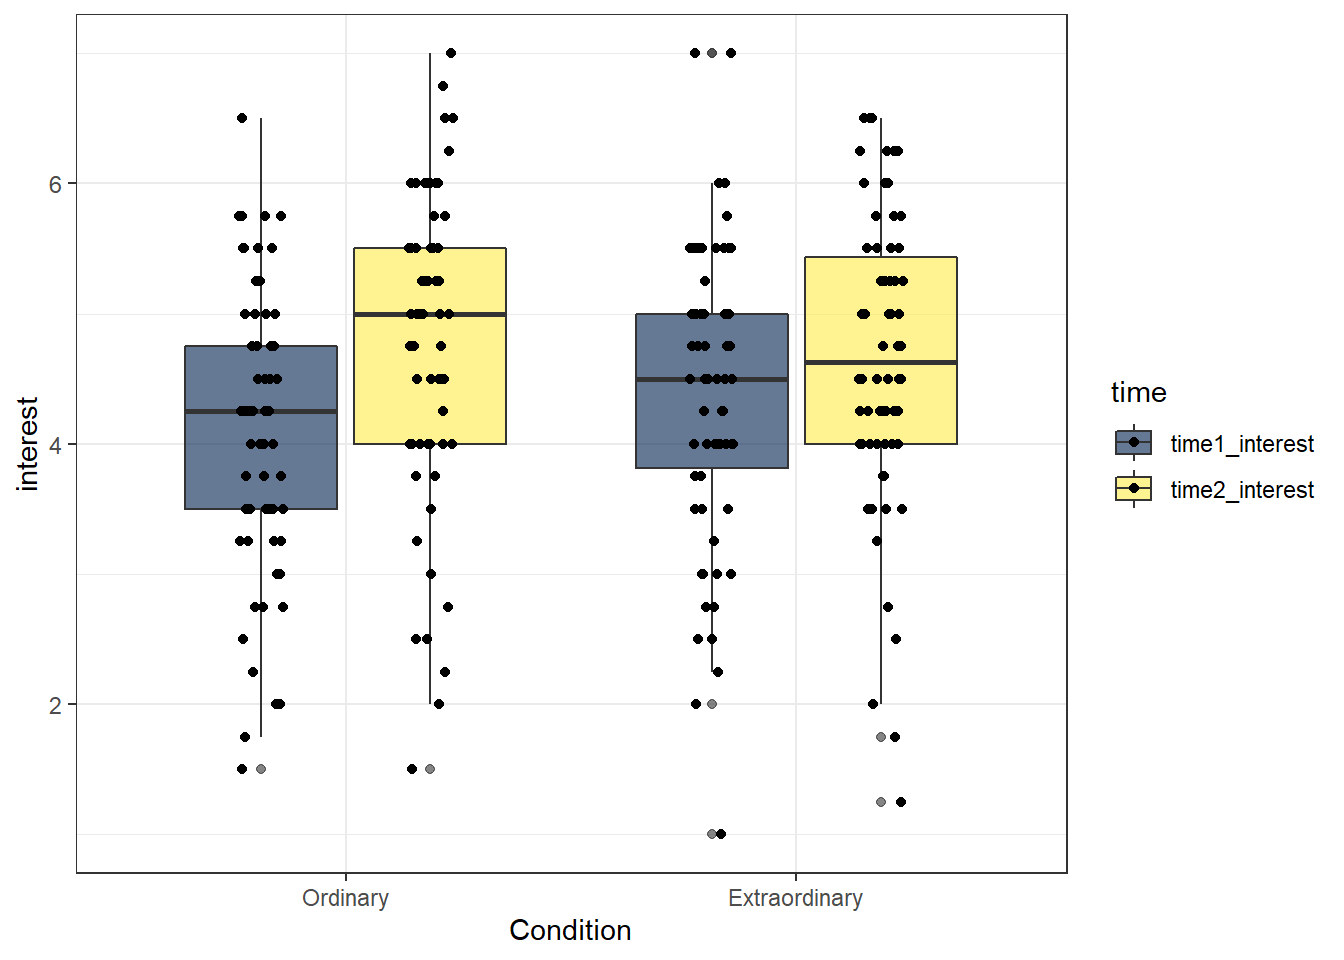 interest
6
4
2
Ordinary
Extraordinary
Condition
time
time1_interest
time2_interest